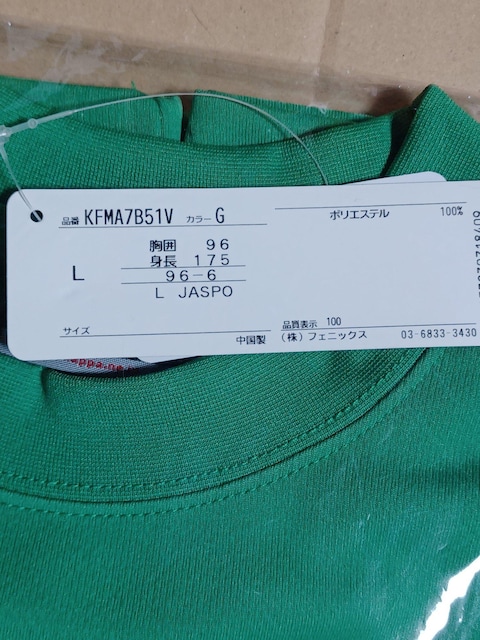 品番 KFMA7B51V カラー G
ポリエステル 100%
胸囲 96
身長 175
L
96-6
L JASPO
サイズ
中国製
品質表示 100
(株)フェニックス 03-6833-3430